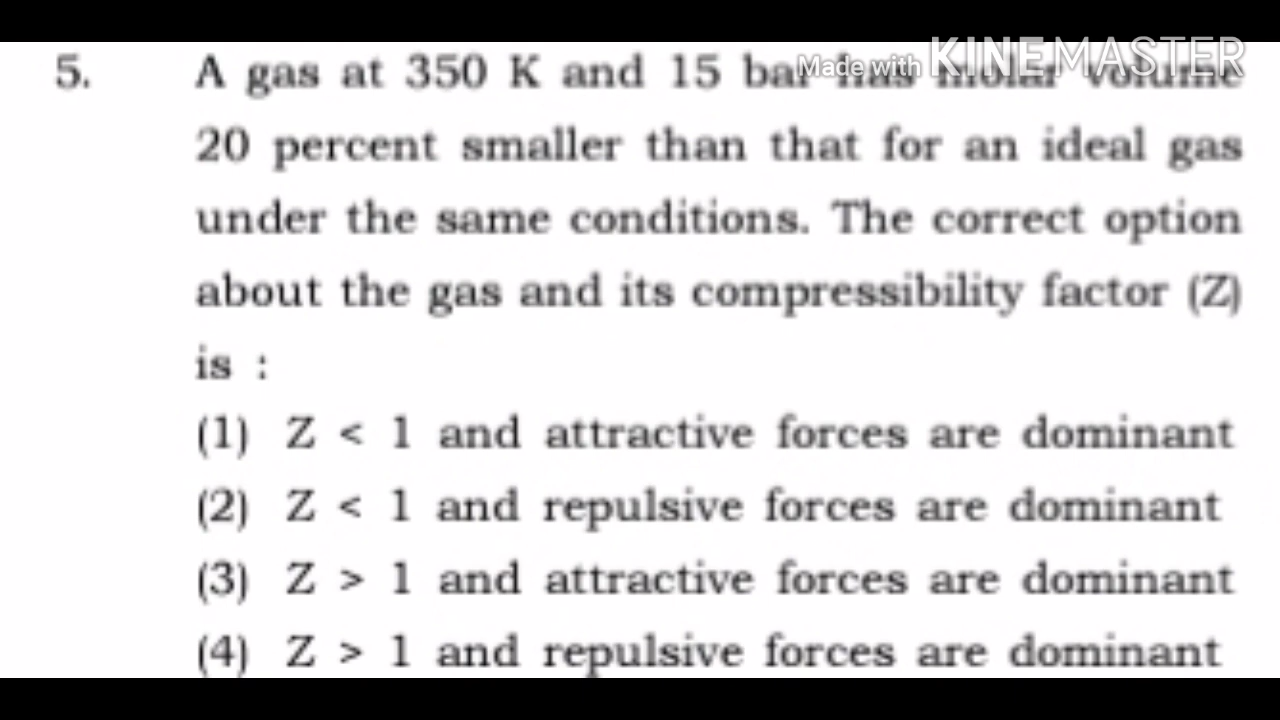 Made with KINEMASTER
5. A gas at 350 K and 15 bar has molar volume
20 percent smaller than that for an ideal gas
under the same conditions. The correct option
about the gas and its compressibility factor (Z)
is :
(1) Z < 1 and attractive forces are dominant
(2) Z < 1 and repulsive forces are dominant
(3) Z > 1 and attractive forces are dominant
(4) Z > 1 and repulsive forces are dominant